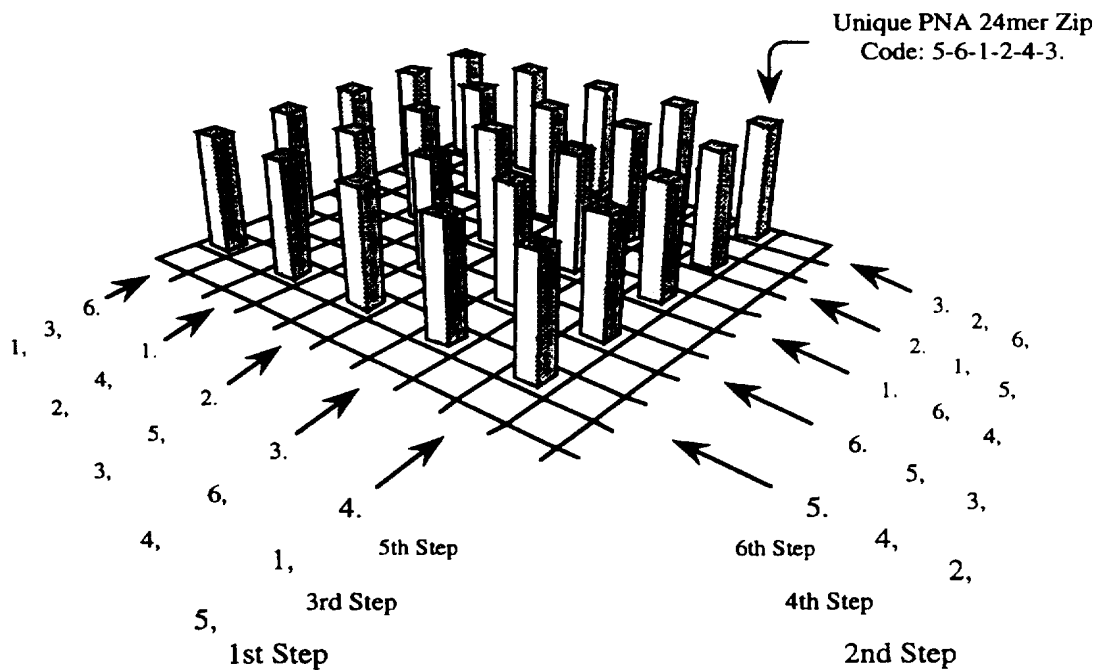 Unique PNA 24mer Zip
Code: 5-6-1-2-4-3.
1, 3, 6.
2, 4, 1.
3, 5, 2.
4, 6, 3.
5, 1, 4.
3. 2, 6,
2. 1, 5,
1. 6, 4,
6. 5, 3,
5. 4, 2,
5th Step
6th Step
3rd Step
4th Step
1st Step
2nd Step